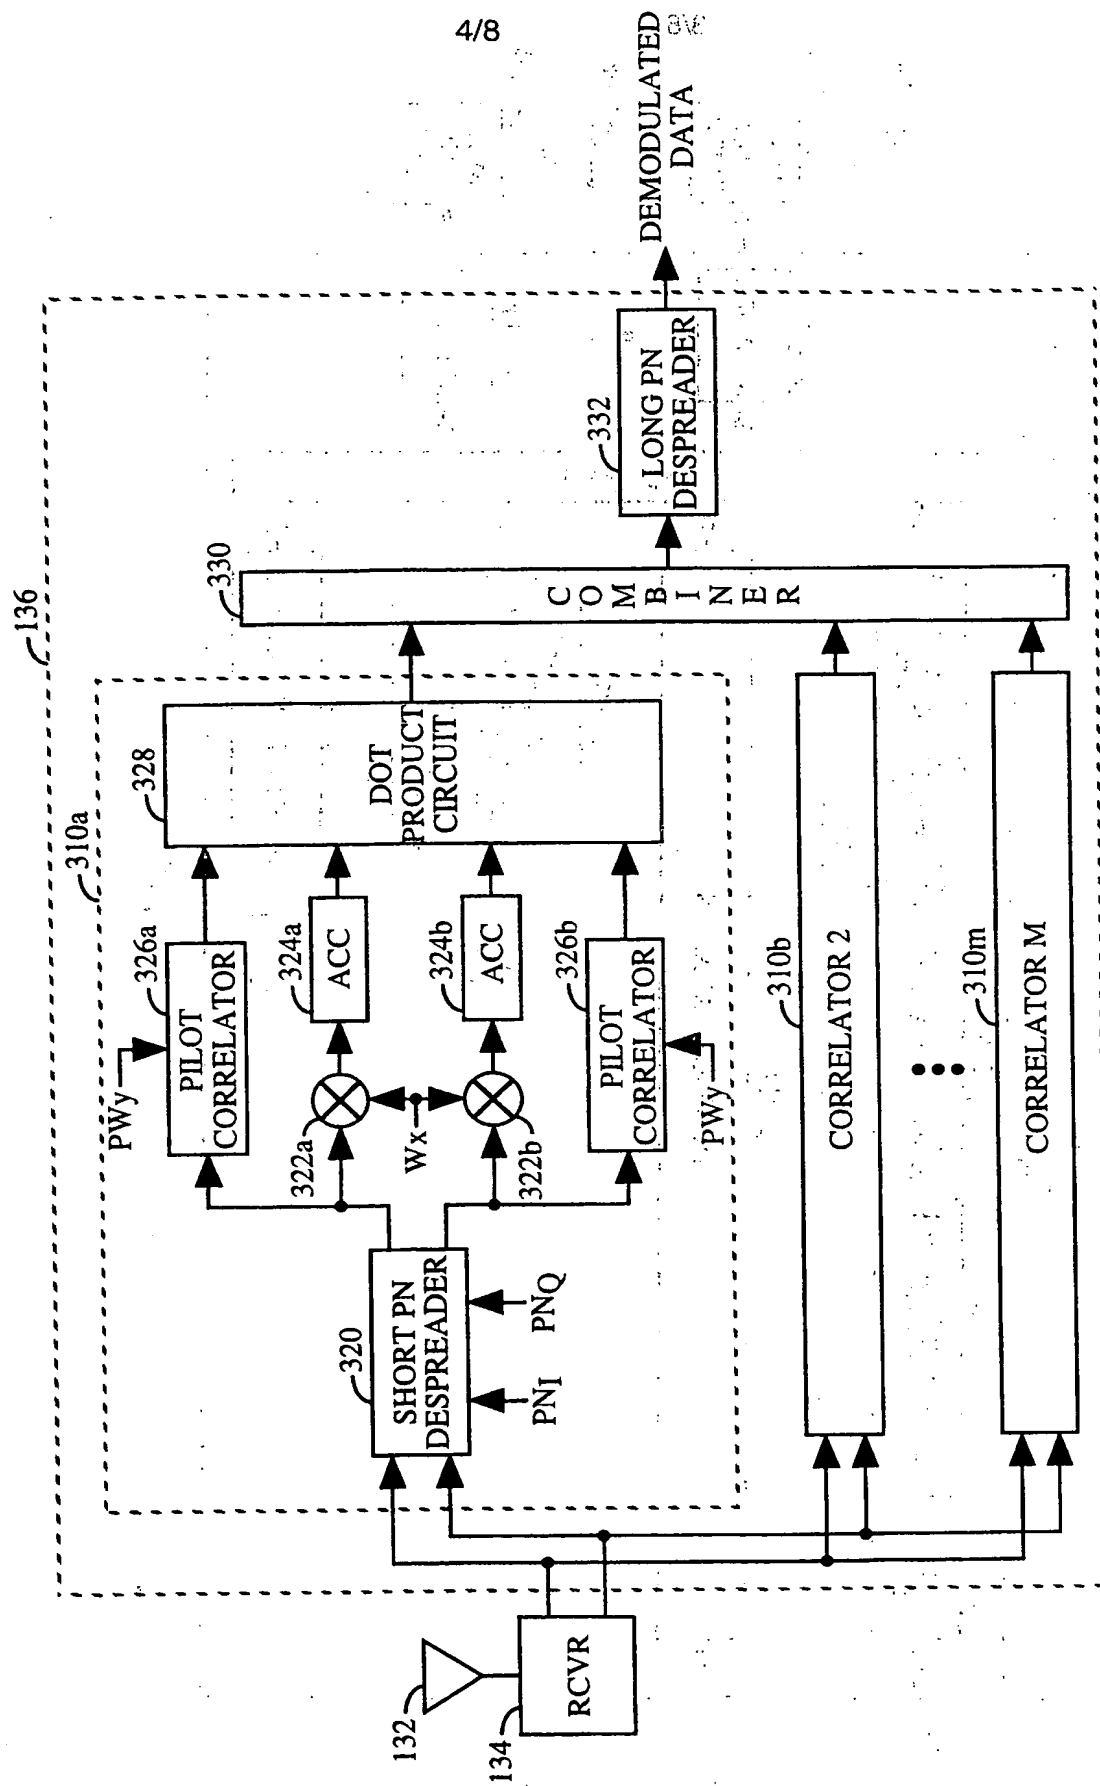 4/8
136
310a
PWy
326a
PILOT
CORRELATOR
328
DOT
PRODUCT
CIRCUIT
330
COMBINER
332
LONG PN
DESPREADER
DEMODULATED
DATA
322a
324a
ACC
Wx
322b
324b
ACC
320
SHORT PN
DESPREADER
PNI
PNQ
326b
PILOT
CORRELATOR
PWy
132
134
RCVR
310b
CORRELATOR 2
310m
CORRELATOR M